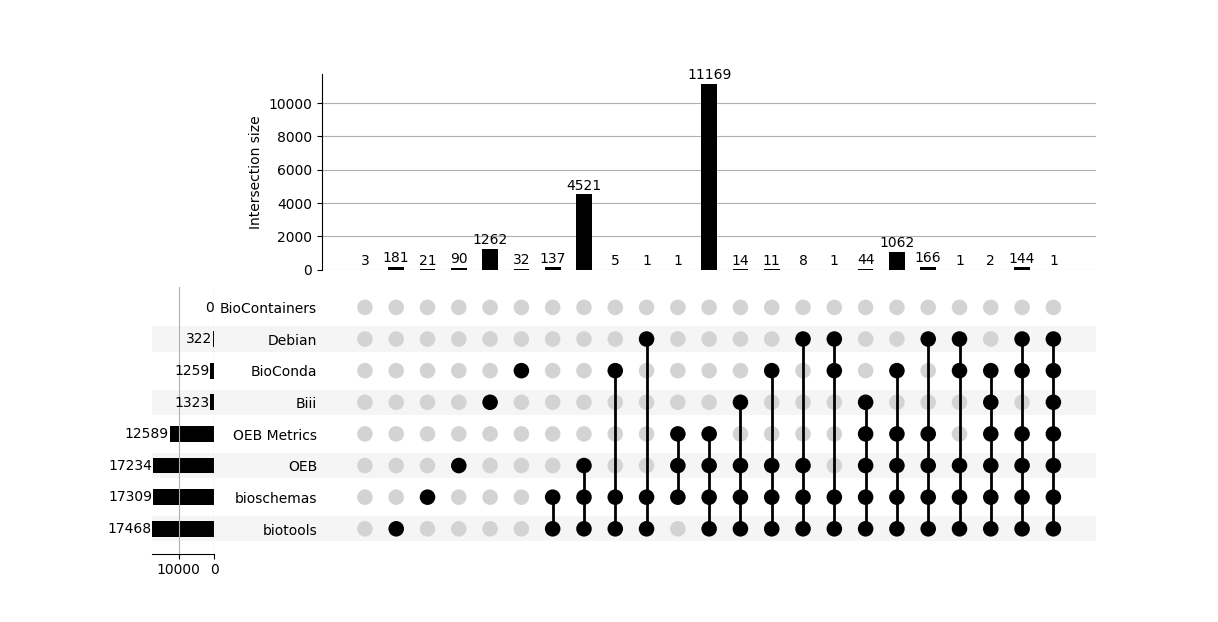 11169
10000
8000
6000
4521
4000
Intersection size
2000
1262
1062
3 181 21 90 32 137 5 1 1 14 11 8 1 44 166 1 2 144 1
0
0 BioContainers
322 Debian
1259 BioConda
1323 Biii
12589 OEB Metrics
17234 OEB
17309 bioschemas
17468 biotools
10000 0